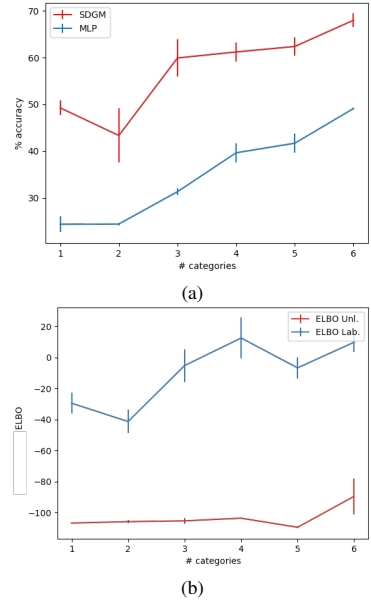 70
60
50
40
30
% accuracy
SDGM
MLP
1 2 3 4 5 6
# categories
(a)
20
0
−20
−40
−60
−80
−100
ELBO
ELBO Unl.
ELBO Lab.
1 2 3 4 5 6
# categories
(b)